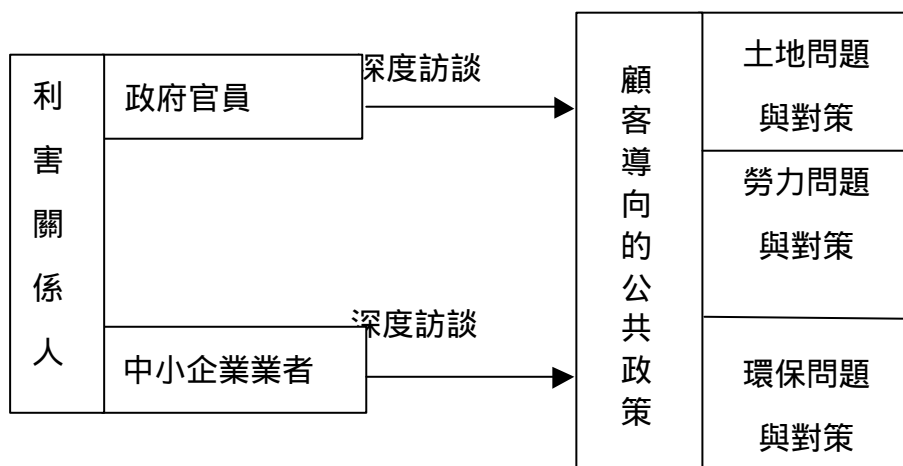 利害關係人
政府官員
深度訪談
中小企業業者
深度訪談
顧客導向的公共政策
土地問題
與對策
勞力問題
與對策
環保問題
與對策